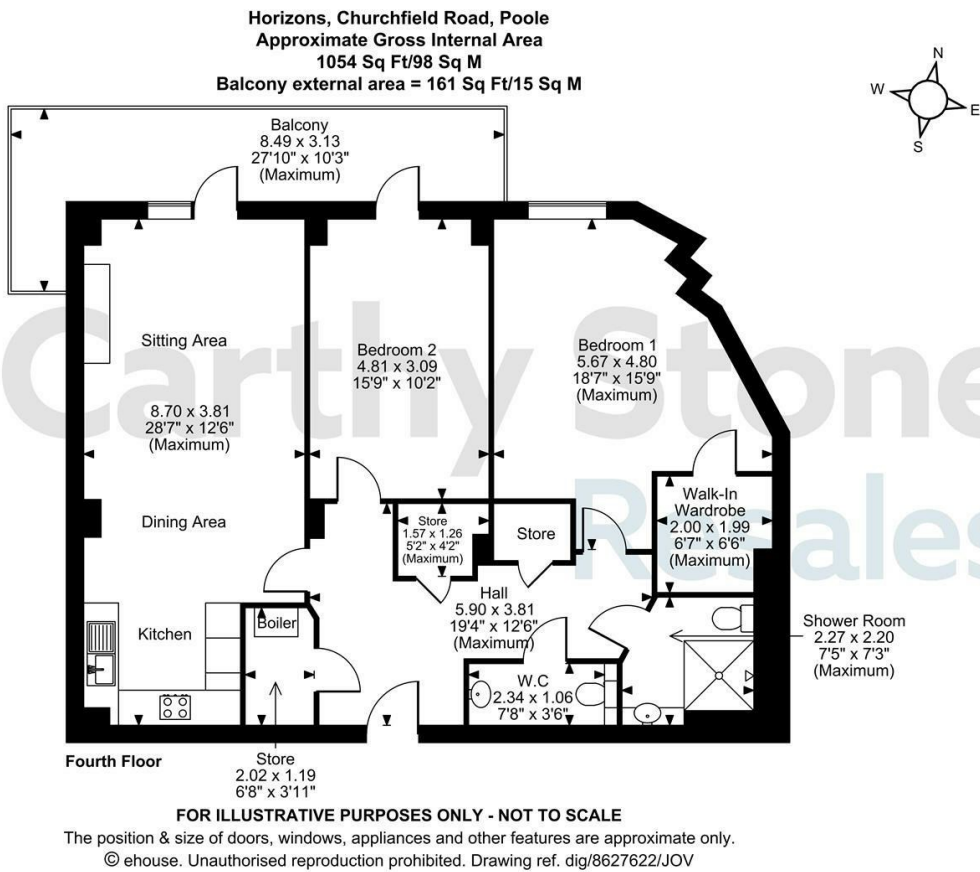 Horizons, Churchfield Road, Poole
Approximate Gross Internal Area
1054 Sq Ft/98 Sq M
Balcony external area = 161 Sq Ft/15 Sq M
N
W
E
S
Balcony
8.49 x 3.13
27'10" x 10'3"
(Maximum)
Sitting Area
8.70 x 3.81
28'7" x 12'6"
(Maximum)
Dining Area
Kitchen
Bedroom 2
4.81 x 3.09
15'9" x 10'2"
Bedroom 1
5.67 x 4.80
18'7" x 15'9"
(Maximum)
Walk-In
Wardrobe
2.00 x 1.99
6'7" x 6'6"
(Maximum)
Store
1.57 x 1.26
5'2" x 4'2"
(Maximum)
Store
Hall
5.90 x 3.81
19'4" x 12'6"
(Maximum)
Boiler
W.C
2.34 x 1.06
7'8" x 3'6"
Shower Room
2.27 x 2.20
7'5" x 7'3"
(Maximum)
Store
2.02 x 1.19
6'8" x 3'11"
Fourth Floor
Carthy Stone
Resales
FOR ILLUSTRATIVE PURPOSES ONLY - NOT TO SCALE
The position & size of doors, windows, appliances and other features are approximate only.
© ehouse. Unauthorised reproduction prohibited. Drawing ref. dig/8627622/JOV